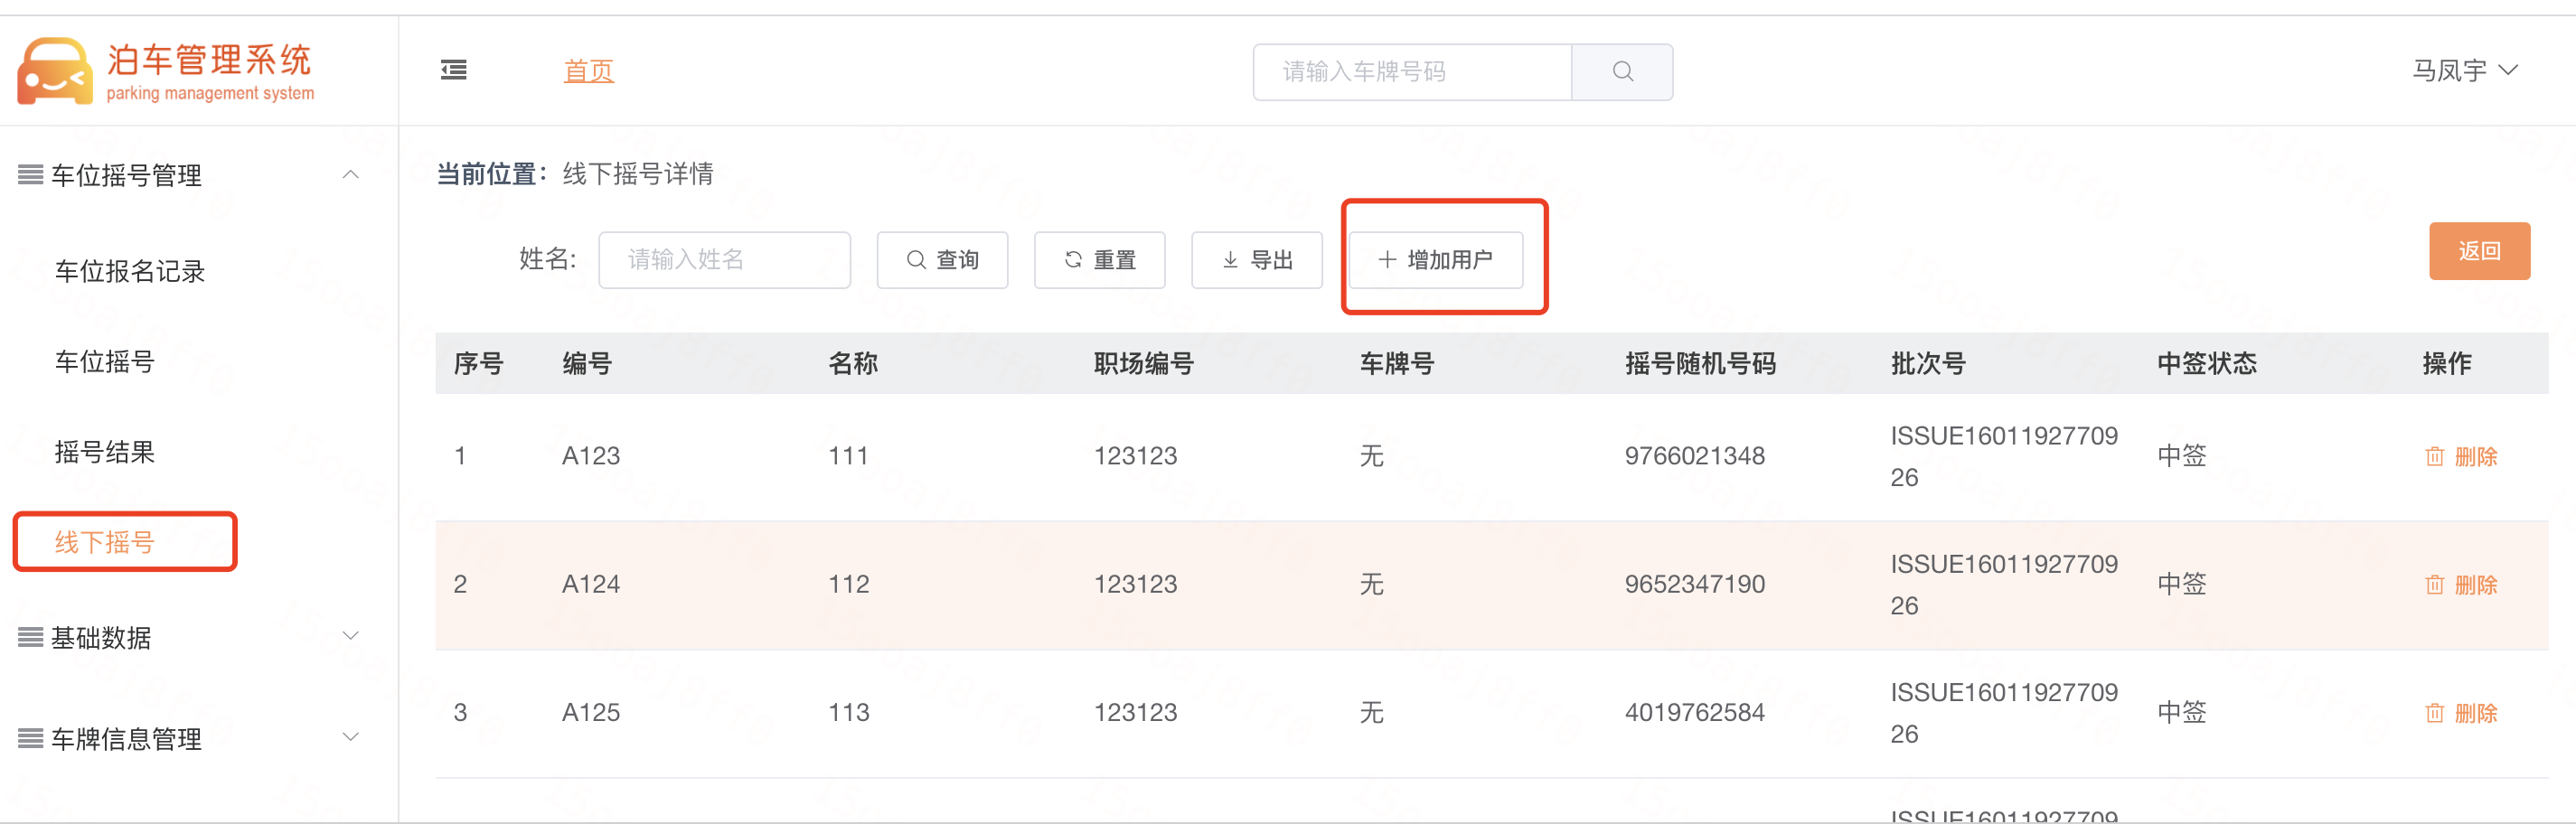 泊车管理系统
parking management system
首页
请输入车牌号码
马凤宇
车位摇号管理
车位报名记录
车位摇号
摇号结果
线下摇号
基础数据
车牌信息管理
当前位置：线下摇号详情
姓名: 请输入姓名 查询 重置 导出 增加用户 返回
序号 编号 名称 职场编号 车牌号 摇号随机号码 批次号 中签状态 操作
1 A123 111 123123 无 9766021348 ISSUE16011927709 中签 删除
26
2 A124 112 123123 无 9652347190 ISSUE16011927709 中签 删除
26
3 A125 113 123123 无 4019762584 ISSUE16011927709 中签 删除
26
ISSUE16011927709